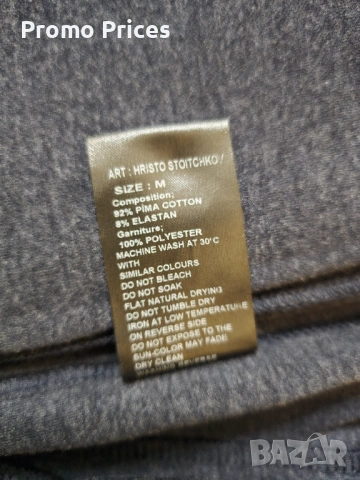 Promo Prices
ART : HRISTO STOITCHKOV
SIZE : M
Composition;
92% PIMA COTTON
8% ELASTAN
Garniture;
100% POLYESTER
MACHINE WASH AT 30°C
WITH
SIMILAR COLOURS
DO NOT BLEACH
DO NOT SOAK
FLAT NATURAL DRYING
DO NOT TUMBLE DRY
IRON AT LOW TEMPERATURE
ON REVERSE SIDE
DO NOT EXPOSE TO THE
SUN-COLOR MAY FADE
DRY CLEAN
BAZAR